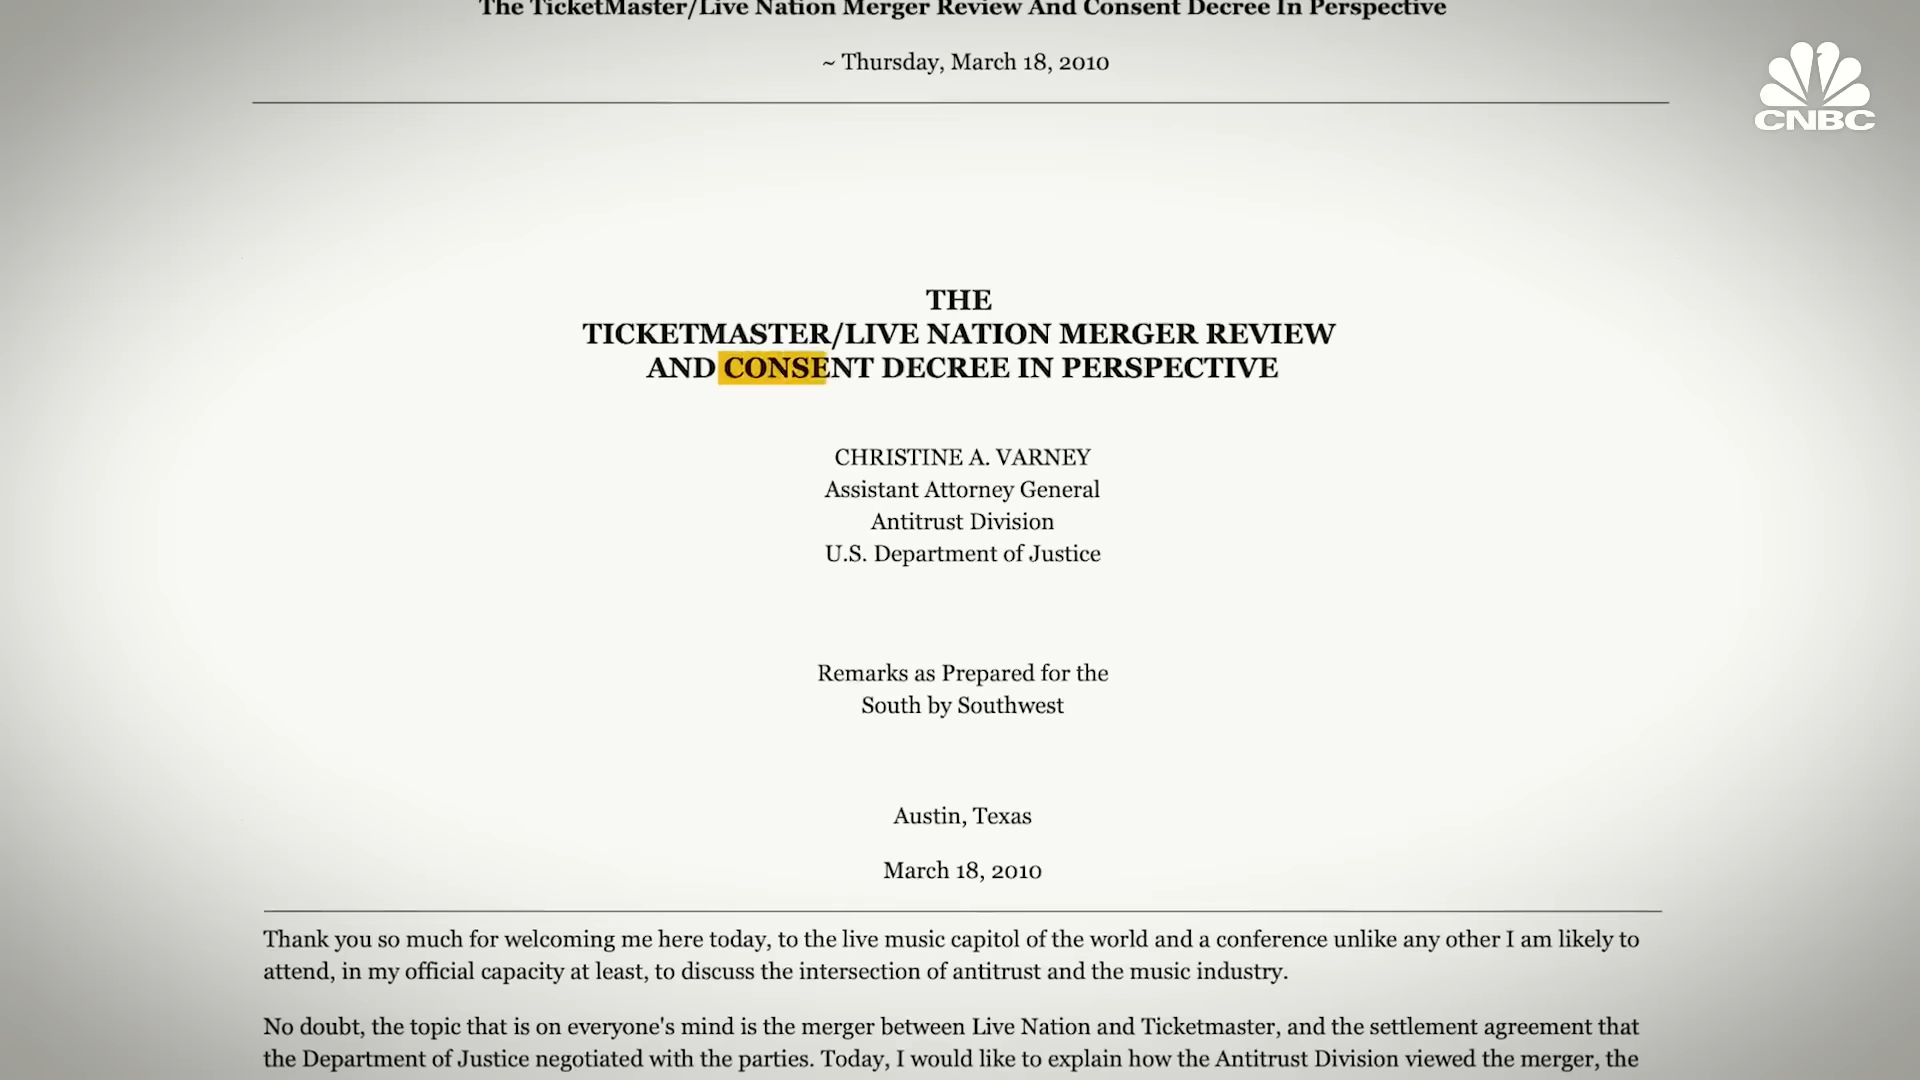 The TicketMaster/Live Nation Merger Review And Consent Decree In Perspective
~ Thursday, March 18, 2010
CNBC
THE
TICKETMASTER/LIVE NATION MERGER REVIEW
AND CONSENT DECREE IN PERSPECTIVE
CHRISTINE A. VARNEY
Assistant Attorney General
Antitrust Division
U.S. Department of Justice
Remarks as Prepared for the
South by Southwest
Austin, Texas
March 18, 2010
Thank you so much for welcoming me here today, to the live music capitol of the world and a conference unlike any other I am likely to
attend, in my official capacity at least, to discuss the intersection of antitrust and the music industry.
No doubt, the topic that is on everyone's mind is the merger between Live Nation and Ticketmaster, and the settlement agreement that
the Department of Justice negotiated with the parties. Today, I would like to explain how the Antitrust Division viewed the merger, the